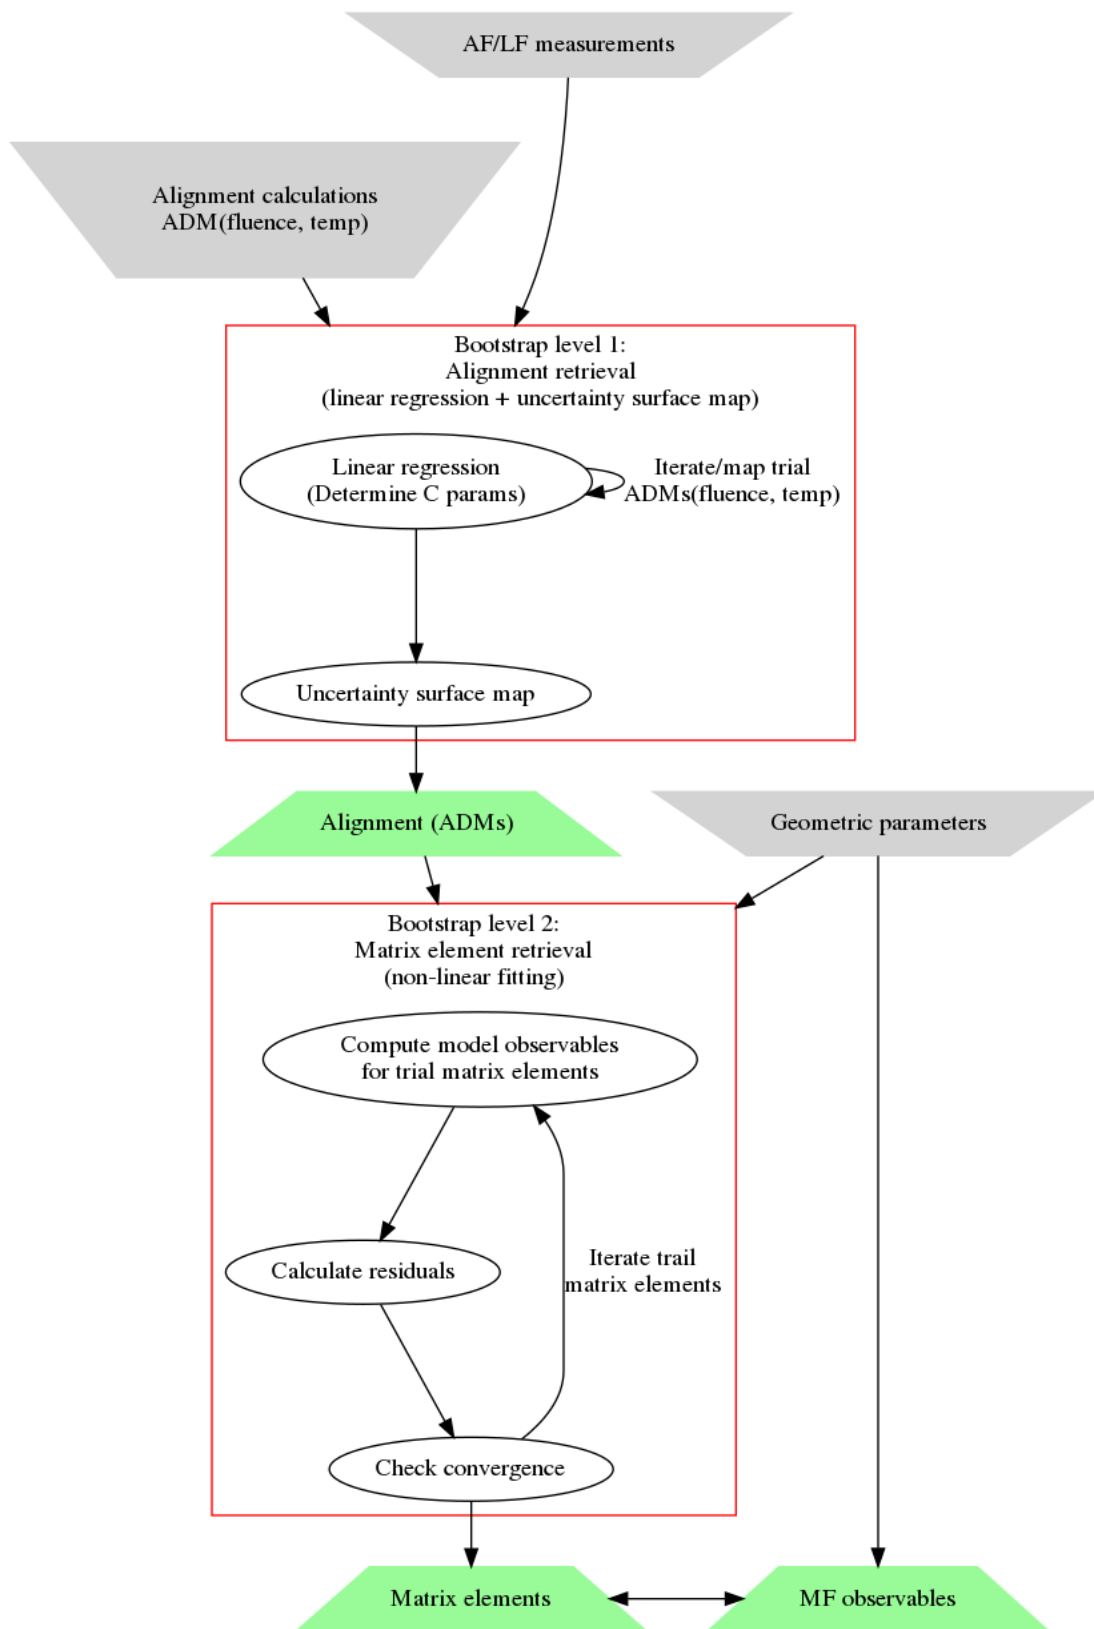 AF/LF measurements
Alignment calculations
ADM(fluence, temp)
Bootstrap level 1:
Alignment retrieval
(linear regression + uncertainty surface map)
Linear regression
(Determine C params)
Iterate/map trial
ADMs(fluence, temp)
Uncertainty surface map
Alignment (ADMs)
Geometric parameters
Bootstrap level 2:
Matrix element retrieval
(non-linear fitting)
Compute model observables
for trial matrix elements
Calculate residuals
Iterate trail
matrix elements
Check convergence
Matrix elements
MF observables